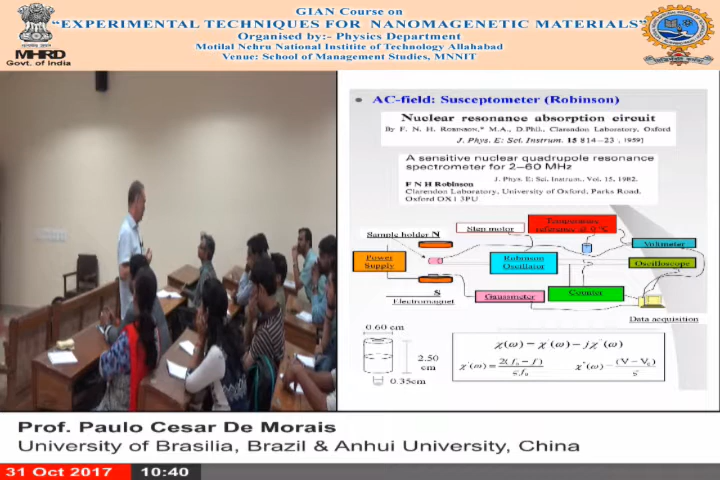 GIAN Course on
“EXPERIMENTAL TECHNIQUES FOR NANOMAGENETIC MATERIALS”
Organised by:- Physics Department
Motilal Nehru National Institite of Technology Allahabad
Venue: School of Management Studies, MNNIT
MHRD
Govt. of India
AC-field: Susceptometer (Robinson)
Nuclear resonance absorption circuit
By F. N. H. ROBINSON,* M.A., D.Phil., Clarendon Laboratory, Oxford
J. Phys. E: Sci. Instrum. 15 814–23 , 1959]
A sensitive nuclear quadrupole resonance
spectrometer for 2–60 MHz
J. Phys. E: Sci. Instrum., Vol. 15, 1982.
F N H Robinson
Clarendon Laboratory, University of Oxford, Parks Road,
Oxford OX1 3PU
Temperature
reference at 0 °C
Sample holder N
Step motor
Voltmeter
Power
Supply
Robinson
Oscillator
Oscilloscope
S
Electromagnet
Gaussmeter
Counter
Data acquisition
0.60 cm
2.50
cm
0.35cm
χ(ω) = χ′(ω) − jχ″(ω)
Prof. Paulo Cesar De Morais
University of Brasilia, Brazil & Anhui University, China
31 Oct 2017 10:40